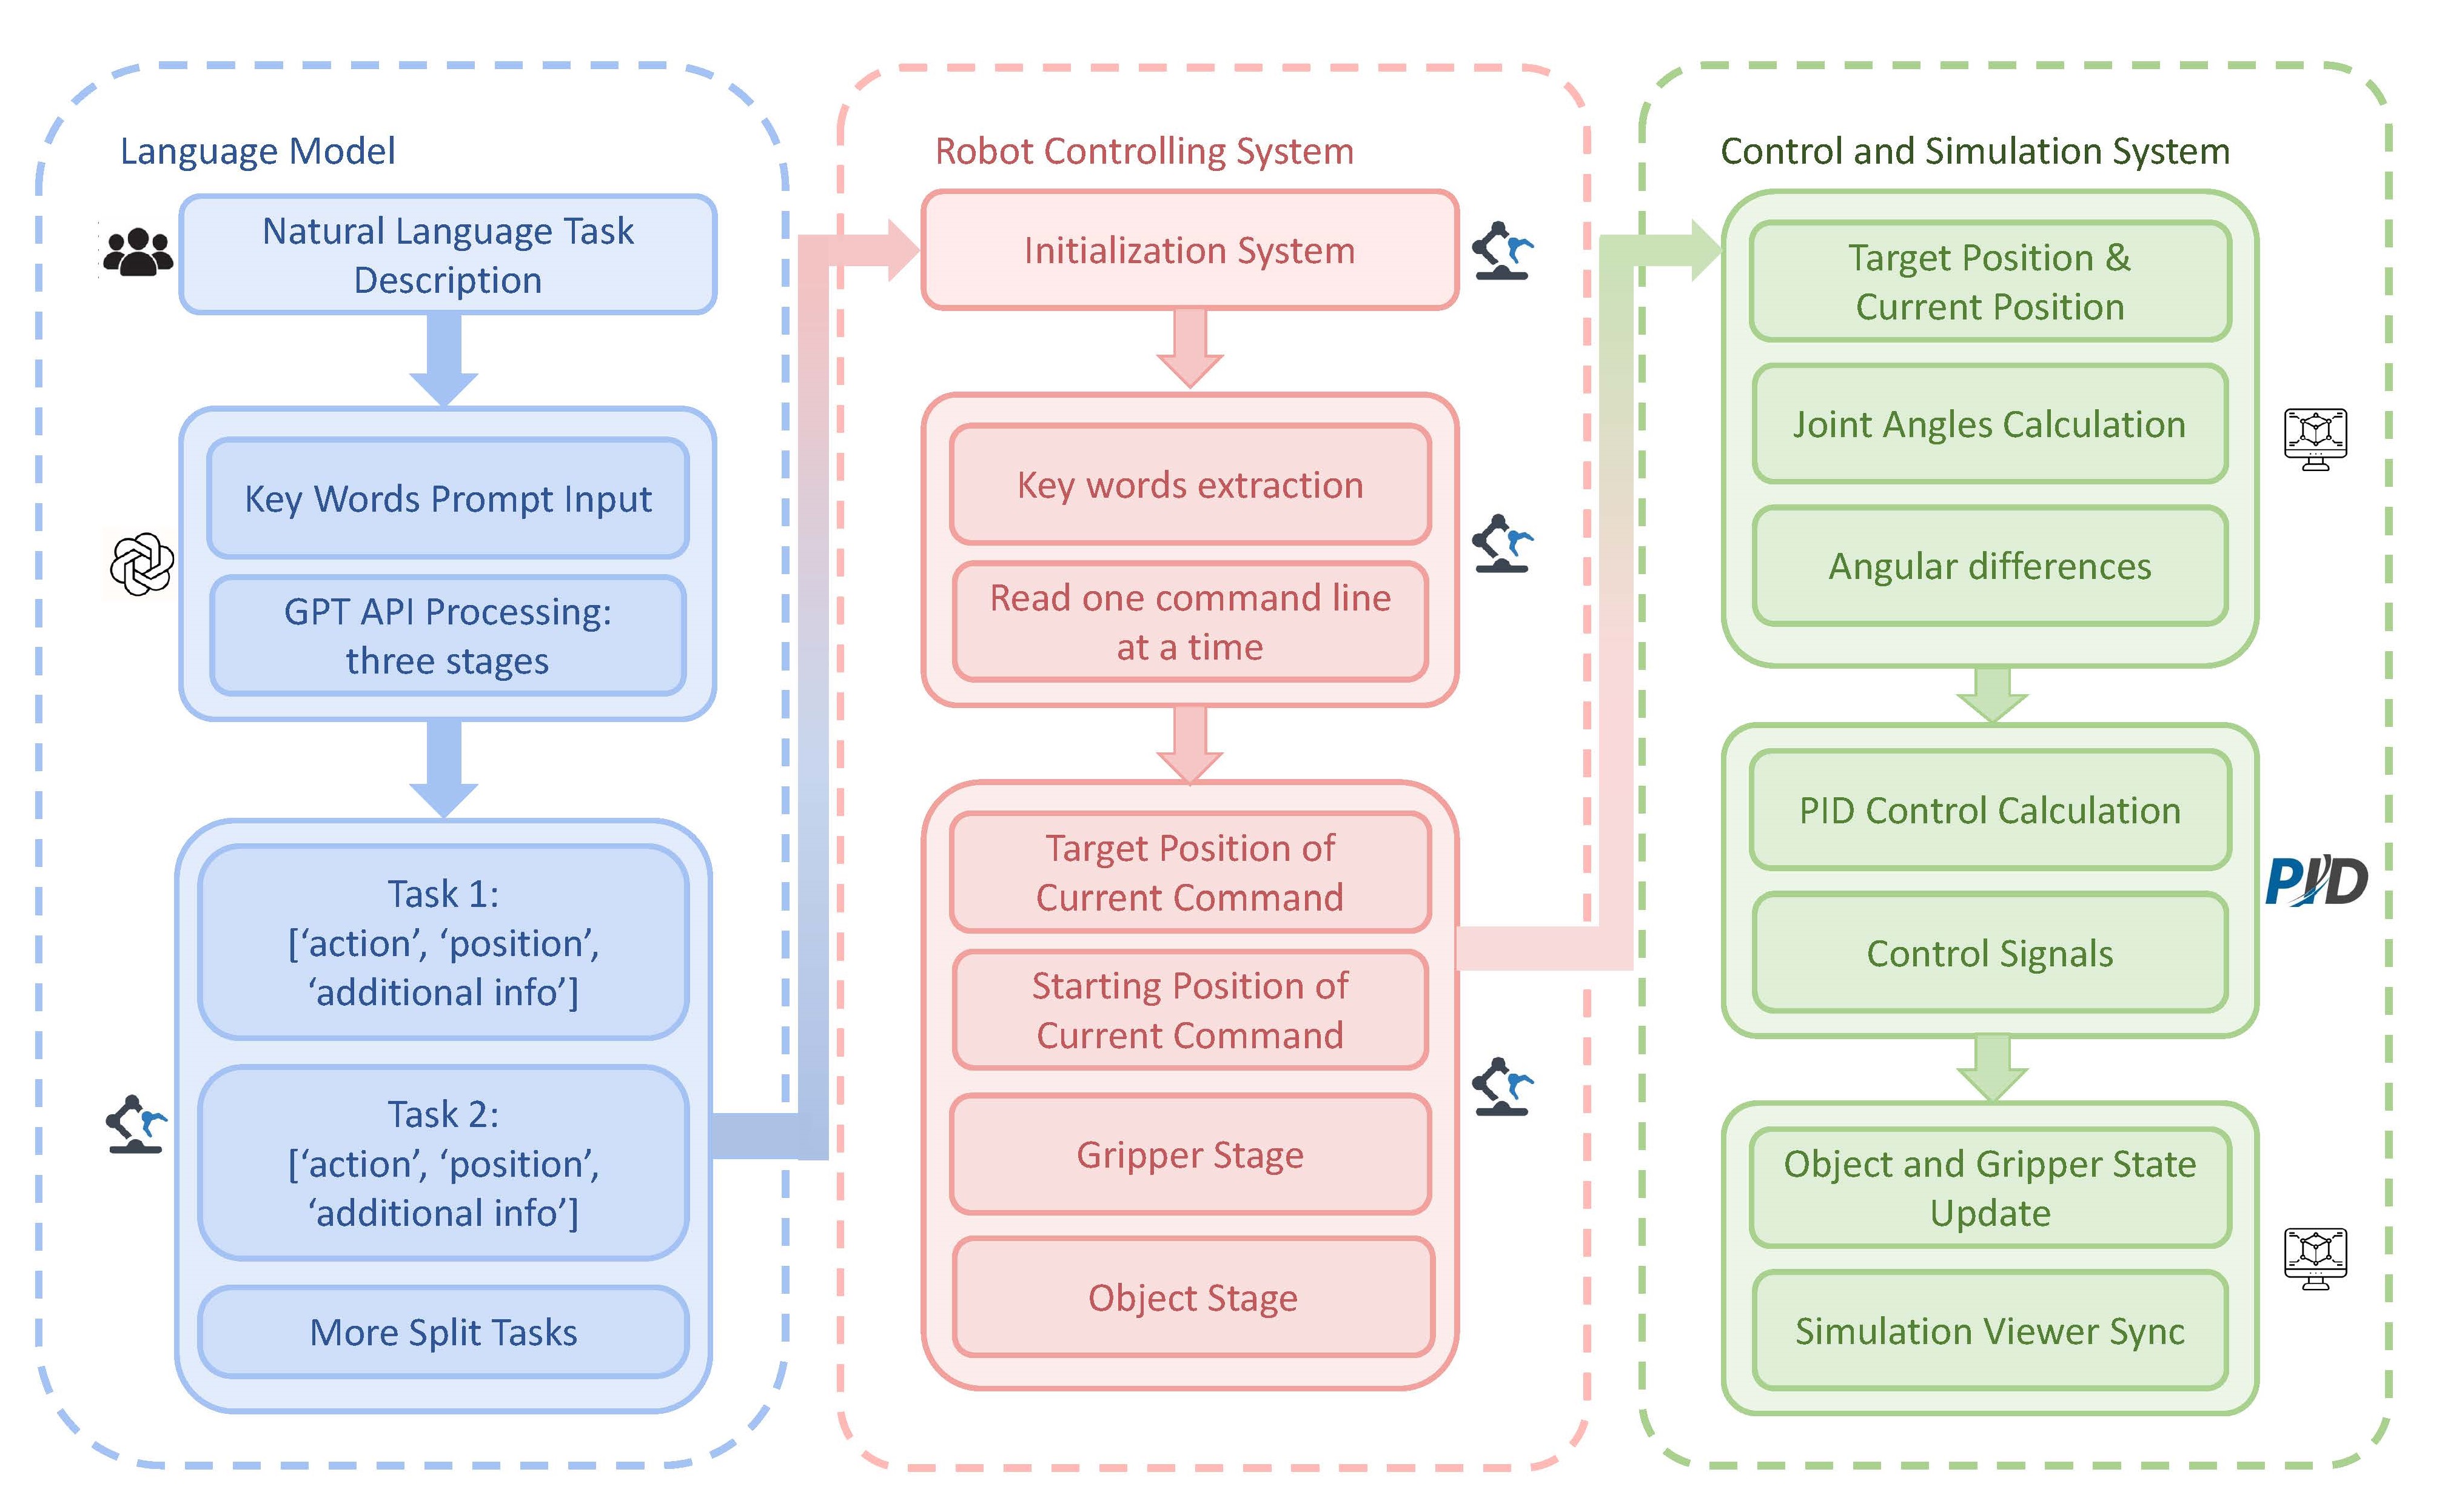 Language Model
Natural Language Task
Description
Key Words Prompt Input
GPT API Processing:
three stages
Task 1:
[‘action’, ‘position’,
‘additional info’]
Task 2:
[‘action’, ‘position’,
‘additional info’]
More Split Tasks
Robot Controlling System
Initialization System
Key words extraction
Read one command line
at a time
Target Position of
Current Command
Starting Position of
Current Command
Gripper Stage
Object Stage
Control and Simulation System
Target Position &
Current Position
Joint Angles Calculation
Angular differences
PID Control Calculation
Control Signals
PID
Object and Gripper State
Update
Simulation Viewer Sync